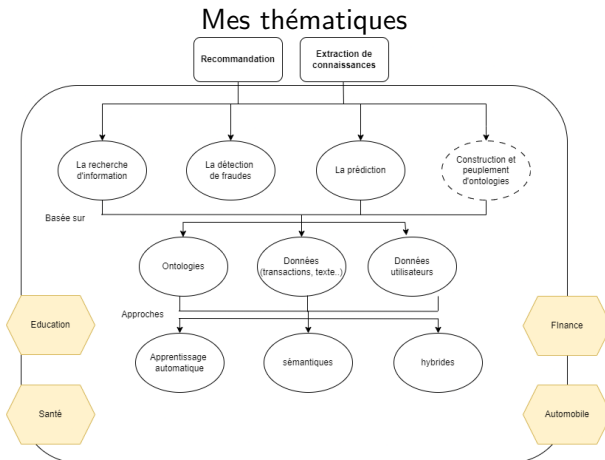 Mes thématiques
Recommandation
Extraction de
connaissances
La recherche
d'information
La détection
de fraudes
La prédiction
Construction et
peuplement
d'ontologies
Basée sur
Ontologies
Données
(transactions, texte..)
Données
utilisateurs
Approches
Education
FInance
Apprentissage
automatique
sémantiques
hybrides
Santé
Automobile